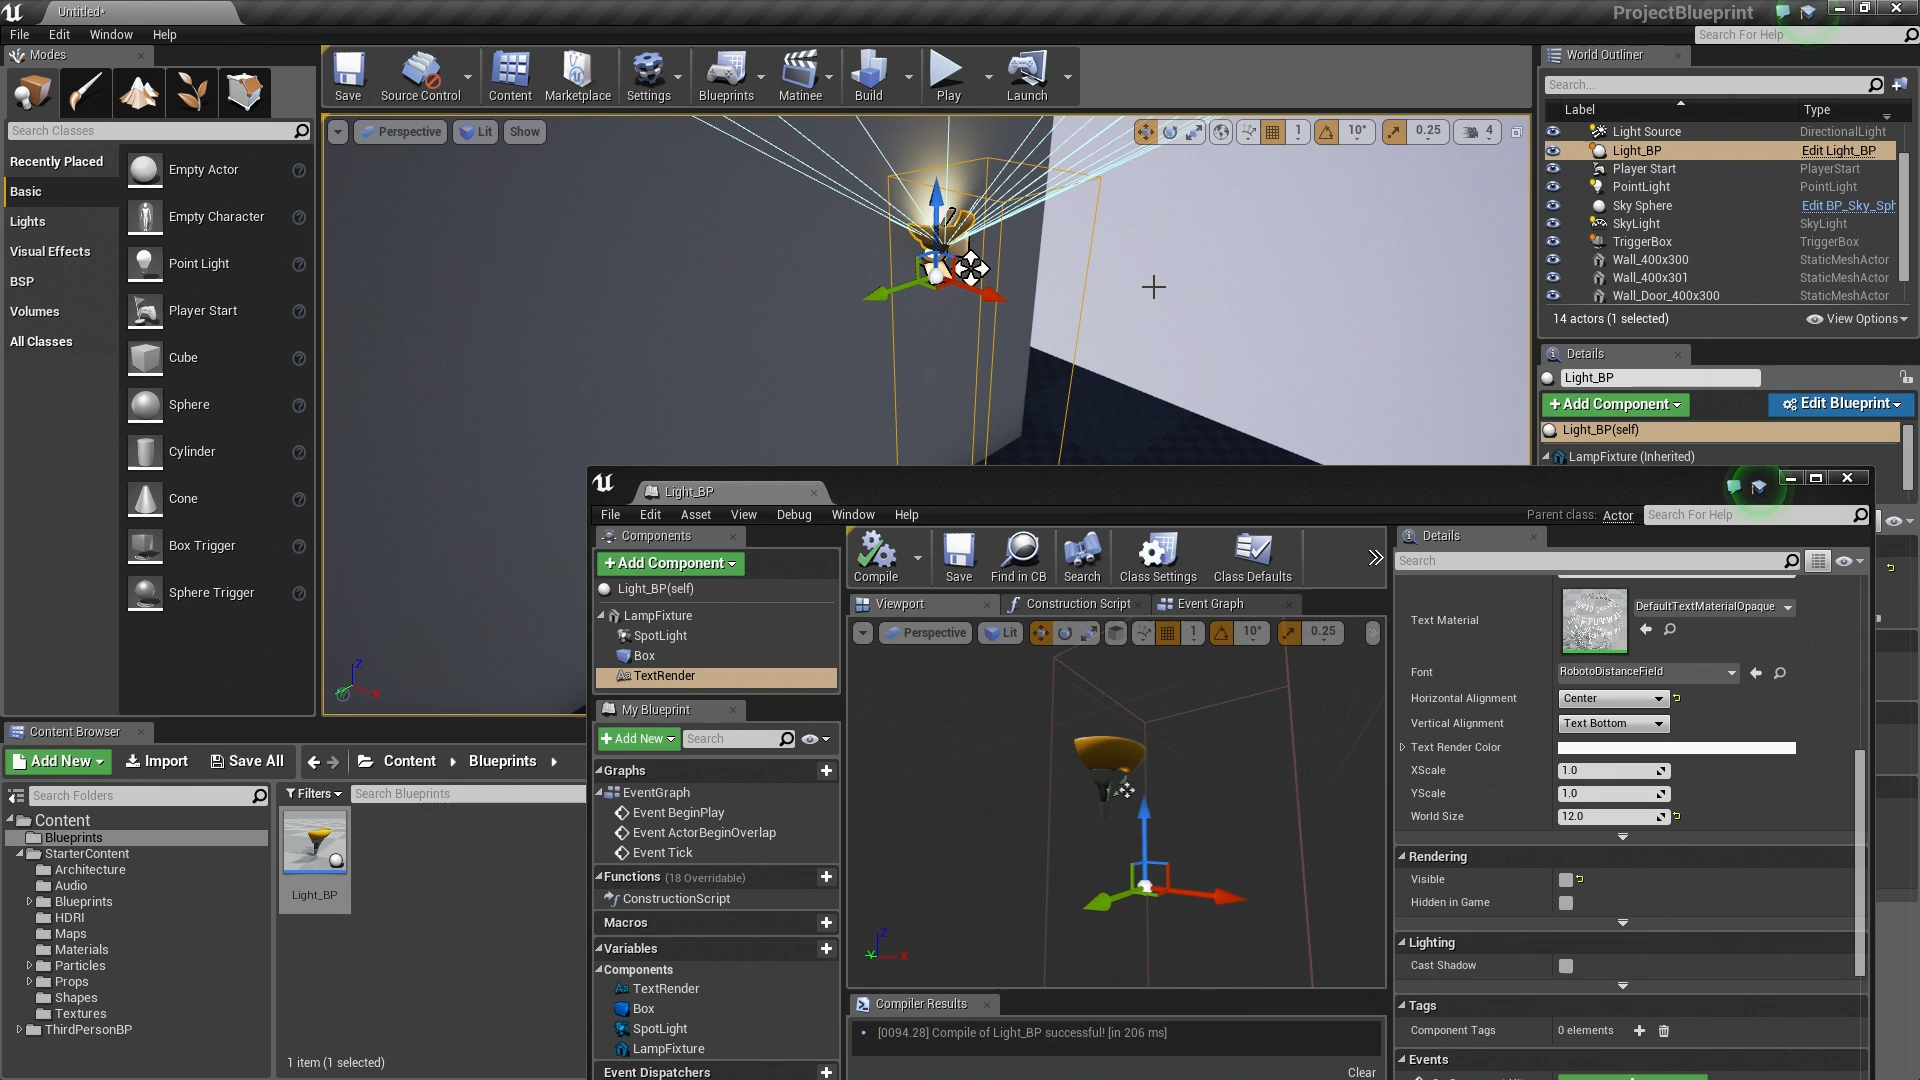 Untitled*
ProjectBlueprint
File Edit Window Help
Search For Help
Modes
Search Classes
Recently Placed
Basic
Lights
Visual Effects
BSP
Volumes
All Classes
Empty Actor
Empty Character
Point Light
Player Start
Cube
Sphere
Cylinder
Cone
Box Trigger
Sphere Trigger
Save Source Control Content Marketplace Settings Blueprints Matinee Build Play Launch
Perspective Lit Show 1 10° 0.25 4
World Outliner
Search...
Label Type
Light Source DirectionalLight
Light_BP Edit Light_BP
Player Start PlayerStart
PointLight PointLight
Sky Sphere Edit BP_Sky_Sph
SkyLight SkyLight
TriggerBox TriggerBox
Wall_400x300 StaticMeshActor
Wall_400x301 StaticMeshActor
Wall_Door_400x300 StaticMeshActor
14 actors (1 selected) View Options
Details
Light_BP
+ Add Component Edit Blueprint
Light_BP(self)
LampFixture (Inherited)
Z
X
Y
Light_BP
File Edit Asset View Debug Window Help
Parent class: Actor Search For Help
Components
+ Add Component
Light_BP(self)
LampFixture
SpotLight
Box
TextRender
My Blueprint
+ Add New Search
Graphs
EventGraph
Event BeginPlay
Event ActorBeginOverlap
Event Tick
Functions (18 Overridable)
ConstructionScript
Macros
Variables
Components
TextRender
Box
SpotLight
LampFixture
Event Dispatchers
Compile Save Find in CB Search Class Settings Class Defaults
Viewport Construction Script Event Graph
Perspective Lit 1 10° 0.25
Z
Y X
Compiler Results
[0094.28] Compile of Light_BP successful! [in 206 ms]
Clear
Details
Search
Text Material DefaultTextMaterialOpaque
Font RobotoDistanceField
Horizontal Alignment Center
Vertical Alignment Text Bottom
Text Render Color
XScale 1.0
YScale 1.0
World Size 12.0
Rendering
Visible
Hidden in Game
Lighting
Cast Shadow
Tags
Component Tags 0 elements
Events
Content Browser
Add New Import Save All Content Blueprints
Search Folders
Filters Search Blueprints
Content
Blueprints
StarterContent
Architecture
Audio
Blueprints
HDRI
Maps
Materials
Particles
Props
Shapes
Textures
ThirdPersonBP
Light_BP
1 item (1 selected)